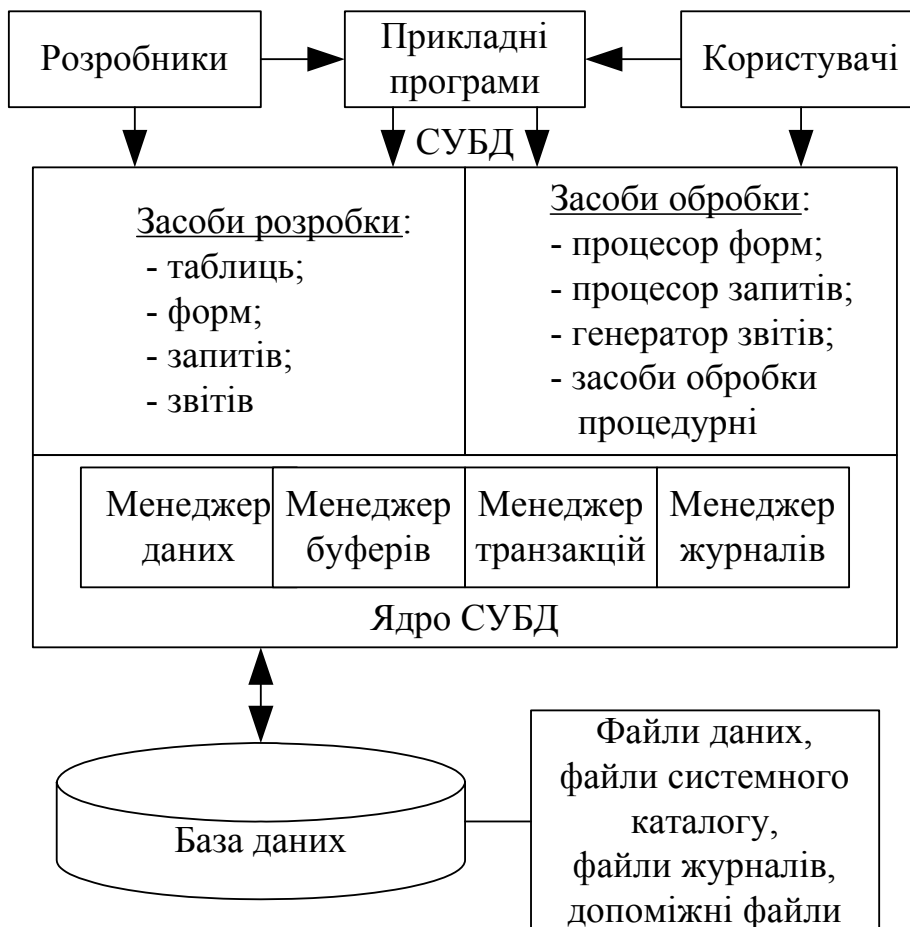 Розробники
Прикладні
програми
Користувачі
СУБД
Засоби розробки:
- таблиць;
- форм;
- запитів;
- звітів
Засоби обробки:
- процесор форм;
- процесор запитів;
- генератор звітів;
- засоби обробки
процедурні
Менеджер
даних
Менеджер
буферів
Менеджер
транзакцій
Менеджер
журналів
Ядро СУБД
База даних
Файли даних,
файли системного
каталогу,
файли журналів,
допоміжні файли